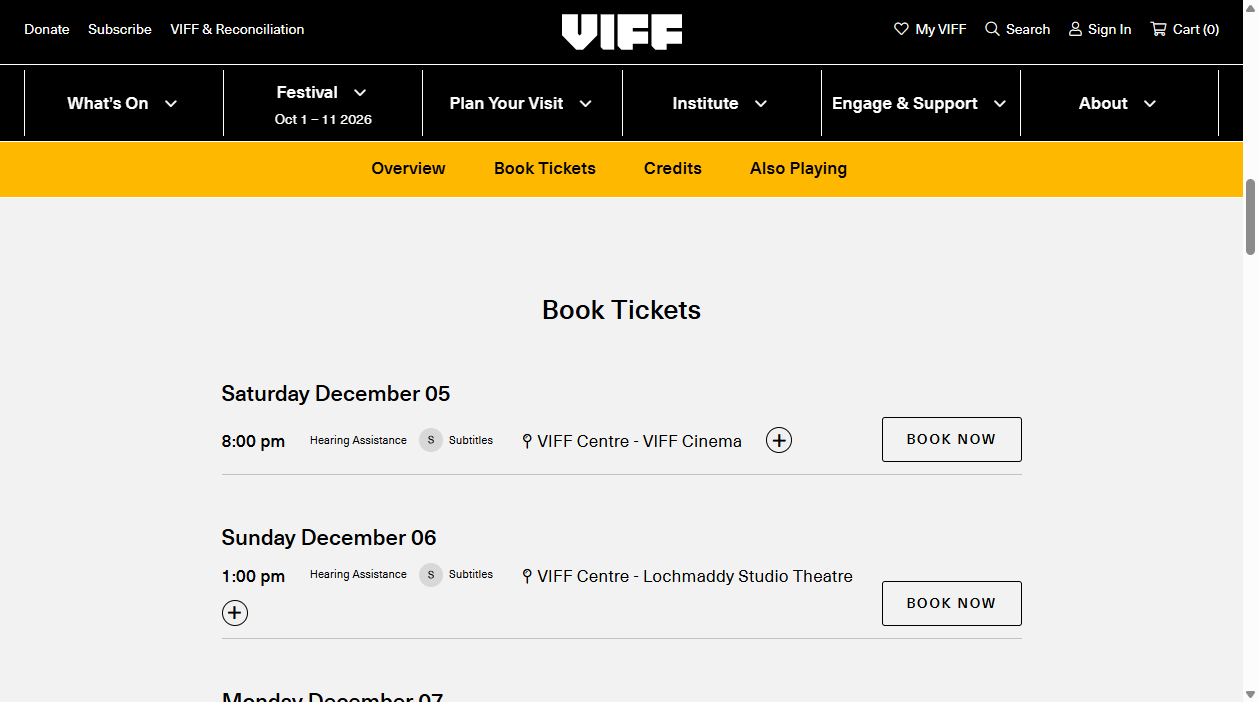 Donate Subscribe VIFF & Reconciliation VIFF My VIFF Search Sign In Cart (0)
What's On Festival Plan Your Visit Institute Engage & Support About
Oct 1 – 11 2026
Overview Book Tickets Credits Also Playing
Book Tickets
Saturday December 05
8:00 pm Hearing Assistance S Subtitles VIFF Centre - VIFF Cinema BOOK NOW
Sunday December 06
1:00 pm Hearing Assistance S Subtitles VIFF Centre - Lochmaddy Studio Theatre
BOOK NOW
Monday December 07